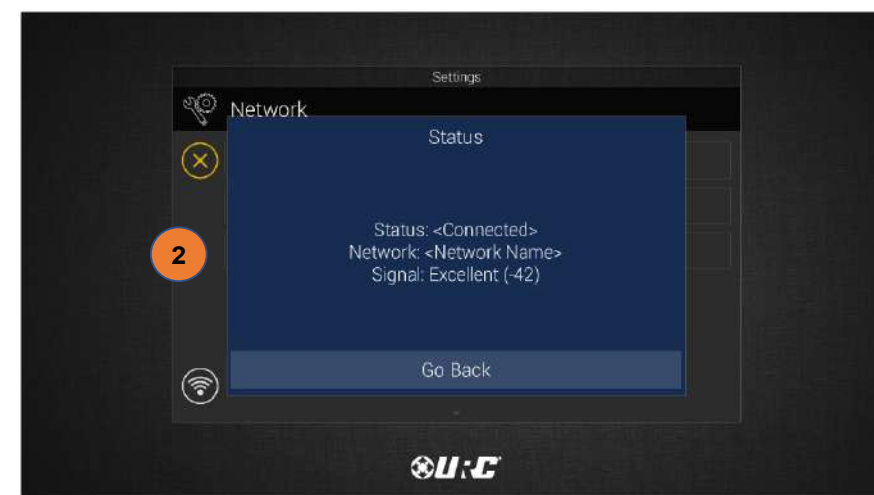 Settings
Network
Status
Status: <Connected>
Network: <Network Name>
Signal: Excellent (-42)
2
Go Back
URC